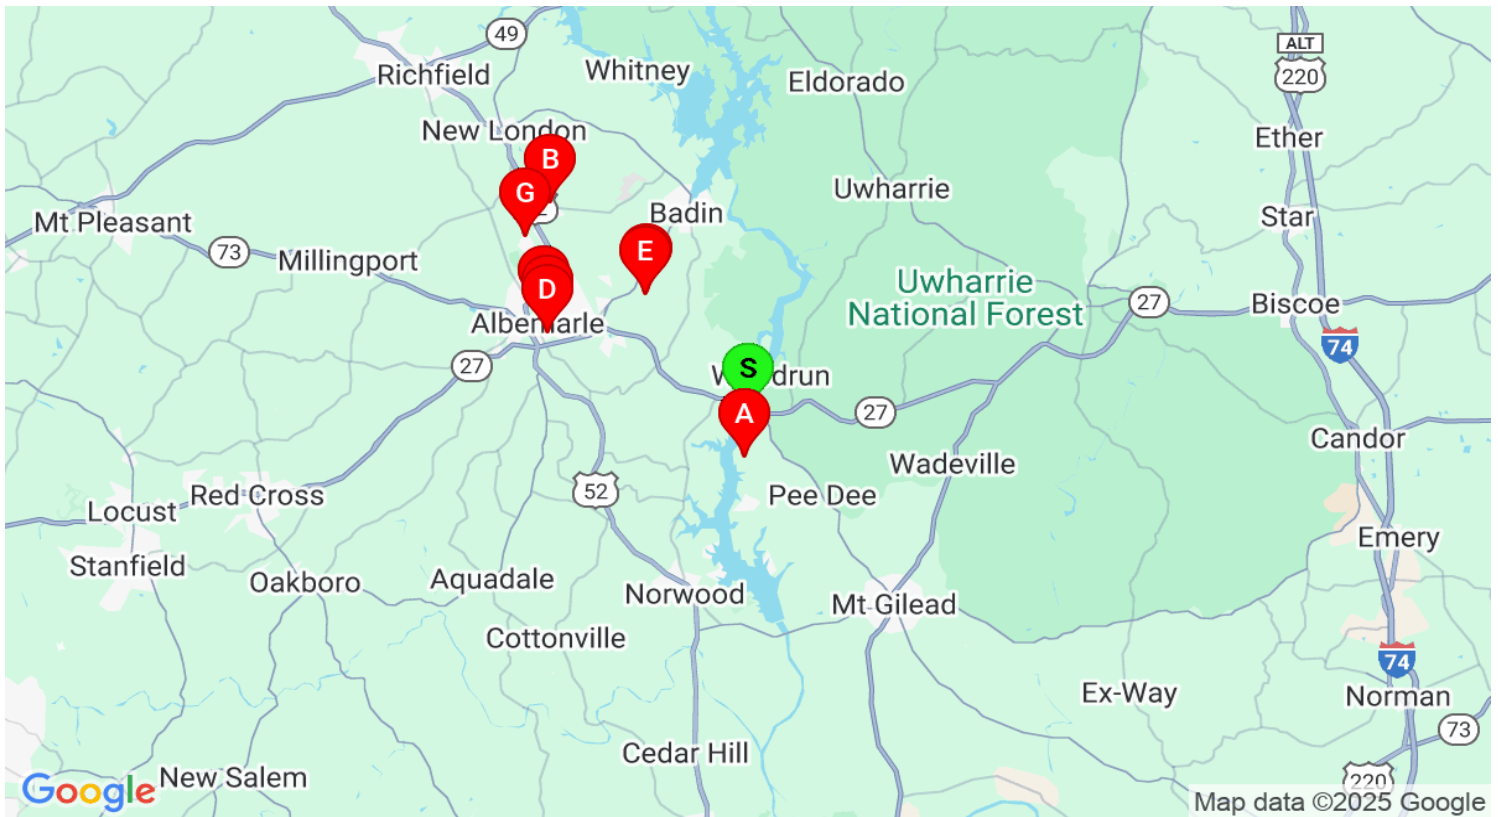 49
Richfield
Whitney
Eldorado
ALT
220
New London
Ether
B
G
Uwharrie
Mt Pleasant
Badin
Star
73
Millingport
E
Uwharrie
National Forest
27
Biscoe
D
Albemarle
74
27
S
A
27
Candor
Wadeville
52
Red Cross
Pee Dee
Locust
Stanfield
Emery
Oakboro
Aquadale
Norwood
Mt Gilead
Cottonville
74
Ex-Way
Norman
73
Cedar Hill
New Salem
220
Google
Map data ©2025 Google